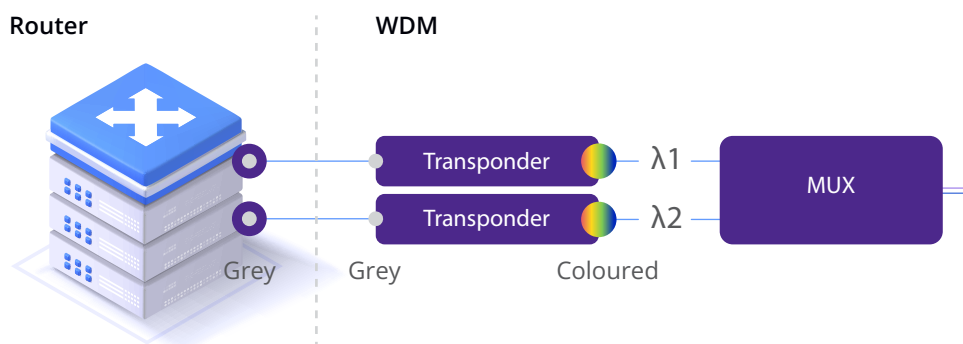 Router
WDM
Transponder
λ1
MUX
Transponder
λ2
Grey
Grey
Coloured